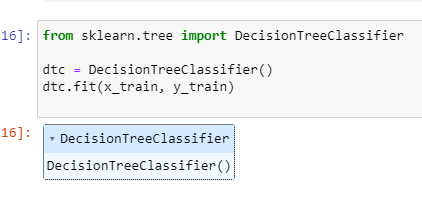 16]: from sklearn.tree import DecisionTreeClassifier
dtc = DecisionTreeClassifier()
dtc.fit(x_train, y_train)
16]: ▾ DecisionTreeClassifier
DecisionTreeClassifier()